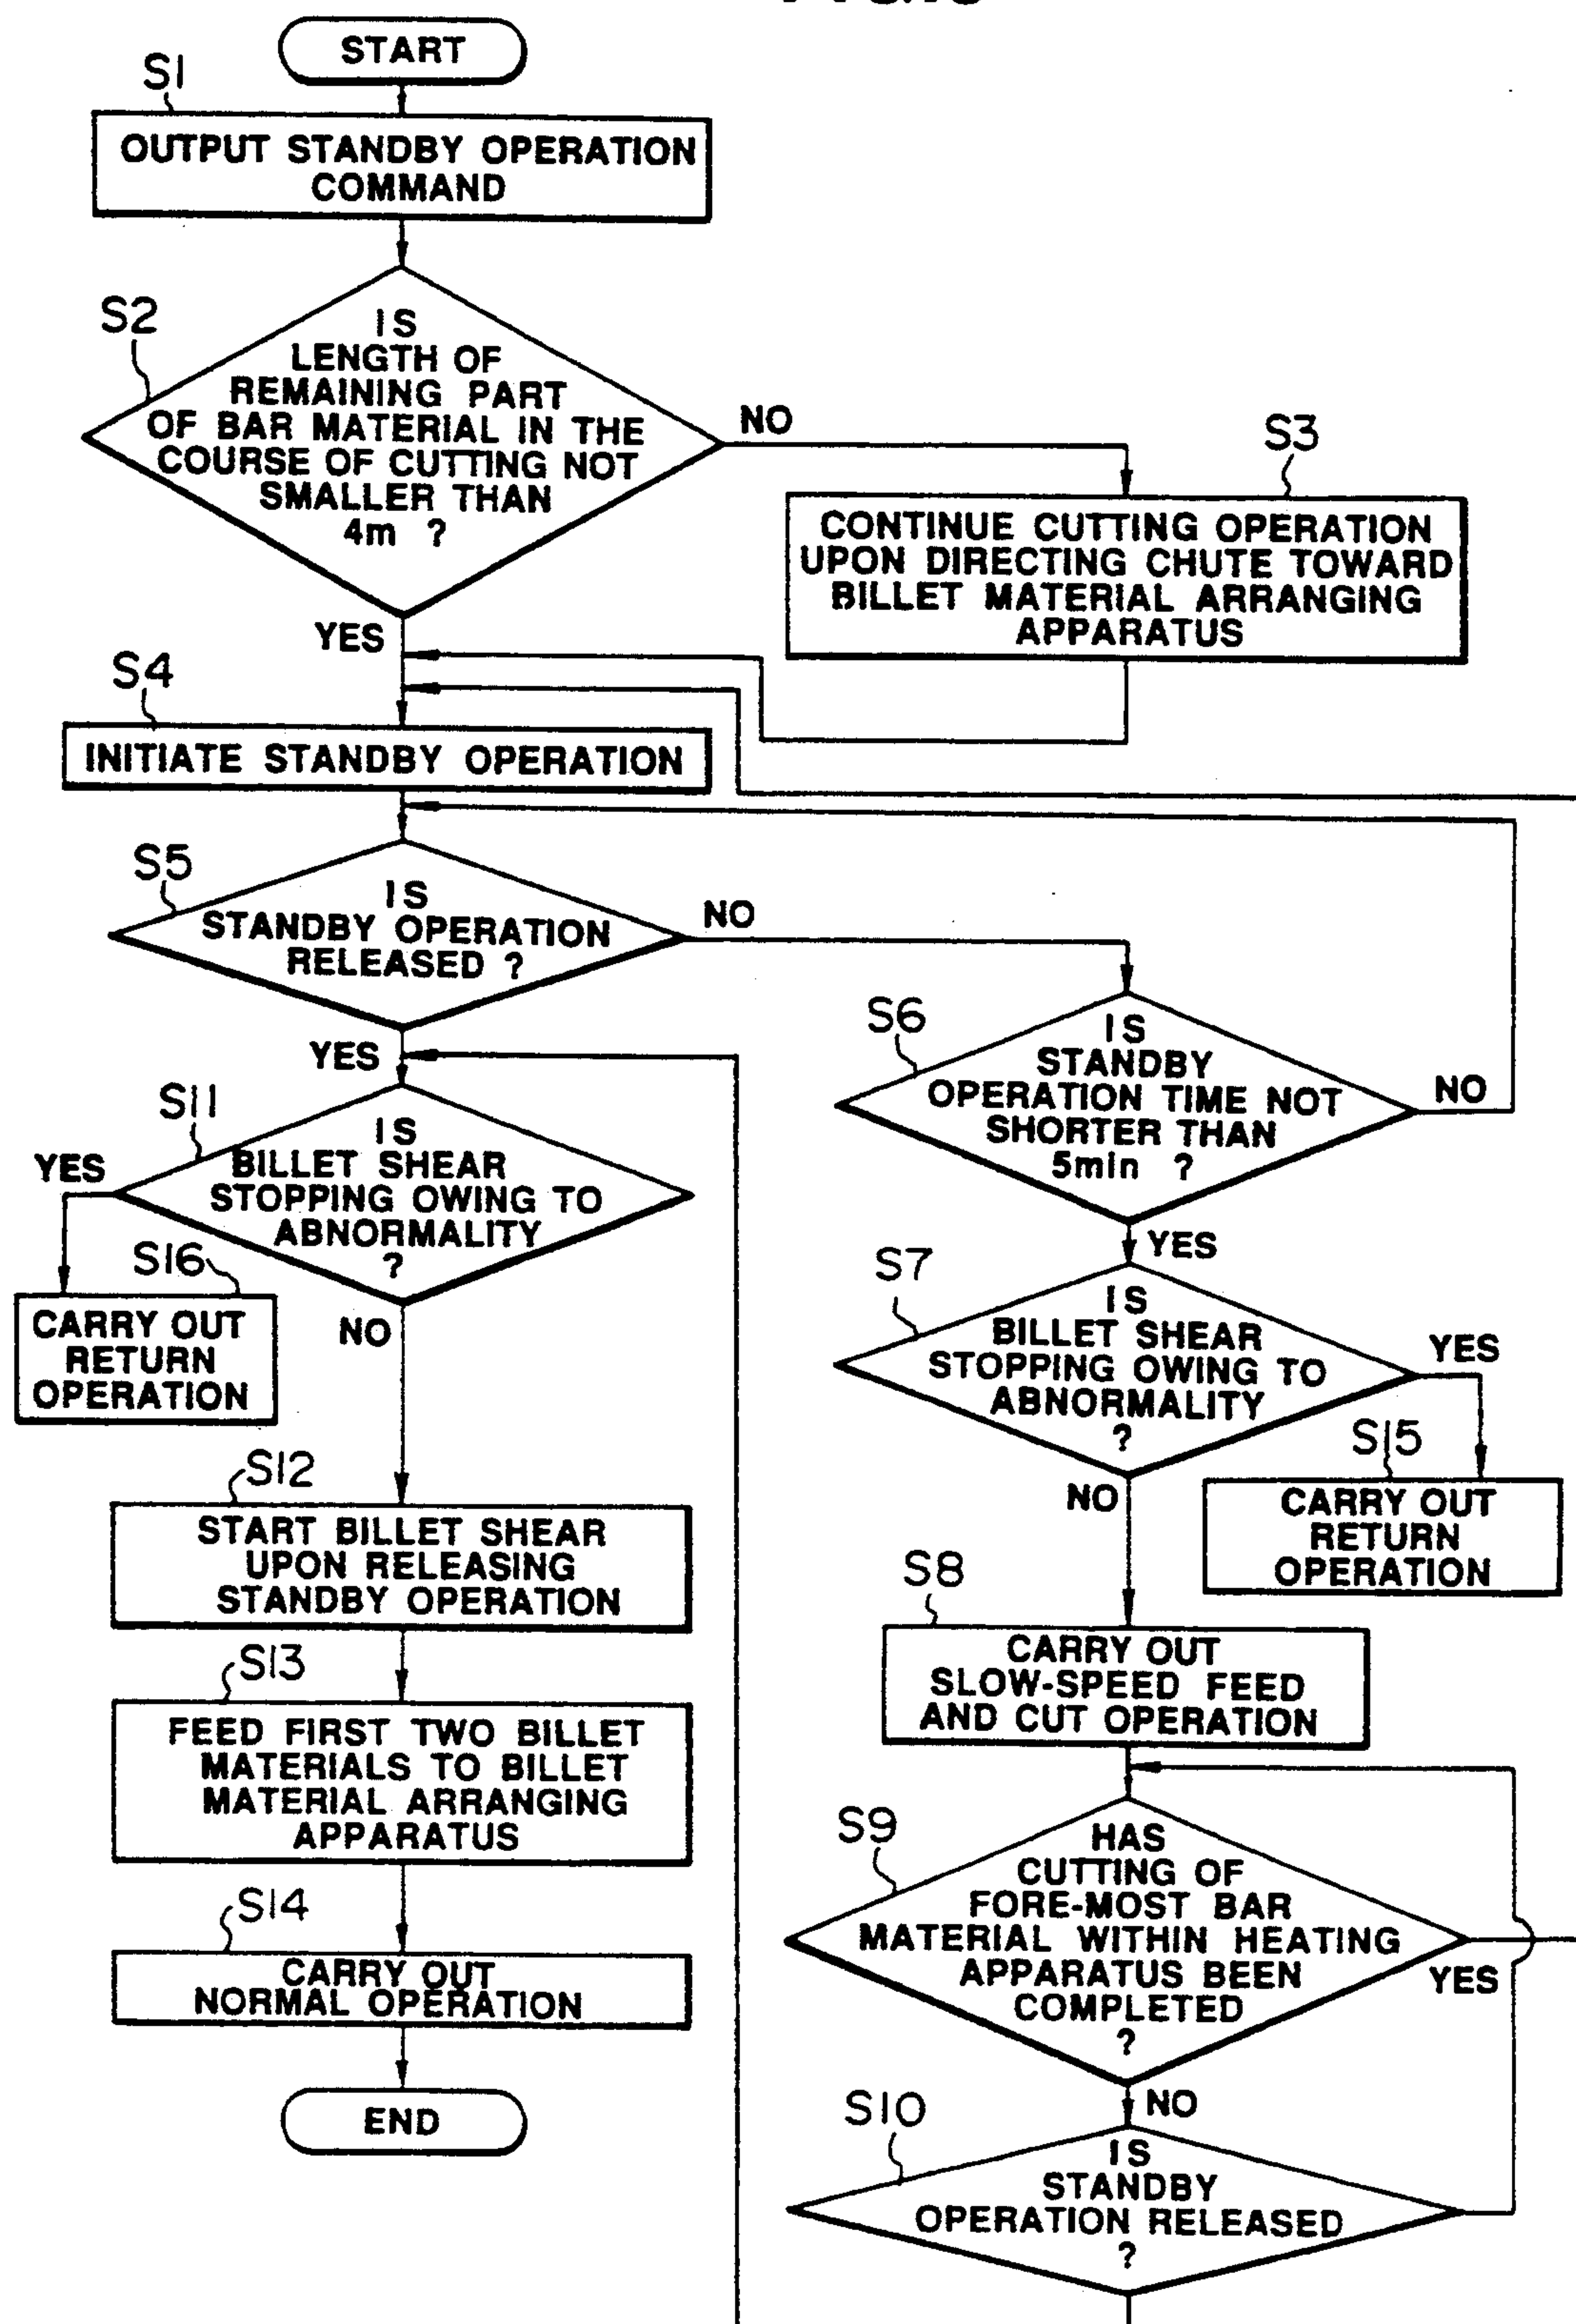 START
S1
OUTPUT STANDBY OPERATION
COMMAND
S2
IS
LENGTH OF
REMAINING PART
OF BAR MATERIAL IN THE
COURSE OF CUTTING NOT
SMALLER THAN
4m ?
NO
YES
S3
CONTINUE CUTTING OPERATION
UPON DIRECTING CHUTE TOWARD
BILLET MATERIAL ARRANGING
APPARATUS
S4
INITIATE STANDBY OPERATION
S5
IS
STANDBY OPERATION
RELEASED ?
NO
YES
S6
IS
STANDBY
OPERATION TIME NOT
SHORTER THAN
5min ?
NO
YES
S7
IS
BILLET SHEAR
STOPPING OWING TO
ABNORMALITY
?
YES
NO
S15
CARRY OUT
RETURN
OPERATION
S8
CARRY OUT
SLOW-SPEED FEED
AND CUT OPERATION
S9
HAS
CUTTING OF
FORE-MOST BAR
MATERIAL WITHIN HEATING
APPARATUS BEEN
COMPLETED
?
YES
NO
S10
IS
STANDBY
OPERATION RELEASED
?
S11
IS
BILLET SHEAR
STOPPING OWING TO
ABNORMALITY
?
YES
NO
S16
CARRY OUT
RETURN
OPERATION
S12
START BILLET SHEAR
UPON RELEASING
STANDBY OPERATION
S13
FEED FIRST TWO BILLET
MATERIALS TO BILLET
MATERIAL ARRANGING
APPARATUS
S14
CARRY OUT
NORMAL OPERATION
END